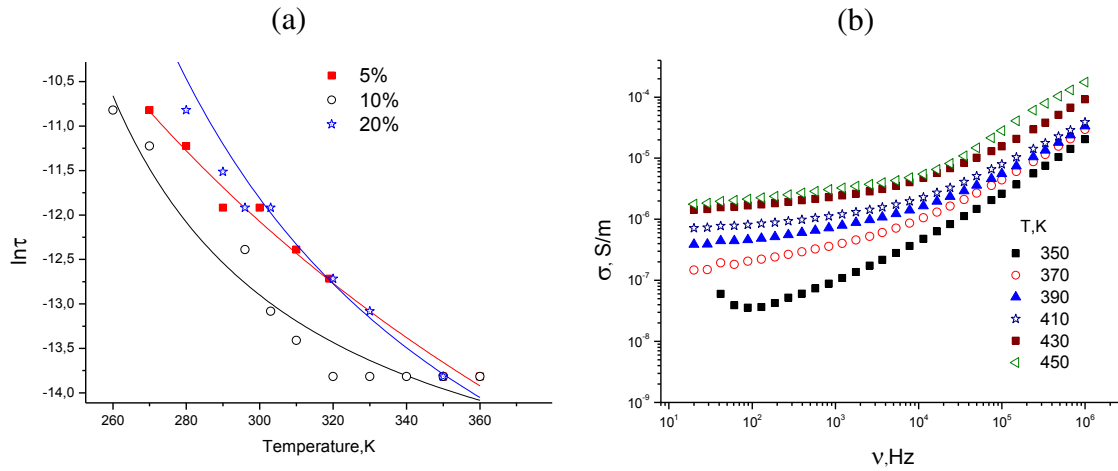 (a)
(b)
-10,5
-11,0
-11,5
-12,0
-12,5
-13,0
-13,5
-14,0
lnτ
260 280 300 320 340 360
Temperature,K
5%
10%
20%
10⁻⁴
10⁻⁵
10⁻⁶
10⁻⁷
10⁻⁸
σ, S/m
10¹ 10² 10³ 10⁴ 10⁵ 10⁶
ν,Hz
T,K
350
370
390
410
430
450